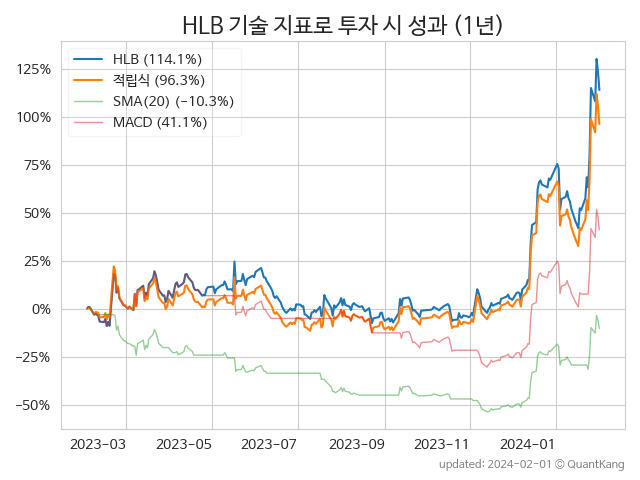 HLB 기술 지표로 투자 시 성과 (1년)
HLB (114.1%)
적립식 (96.3%)
SMA(20) (−10.3%)
MACD (41.1%)
125%
100%
75%
50%
25%
0%
−25%
−50%
2023-03 2023-05 2023-07 2023-09 2023-11 2024-01
updated: 2024-02-01 © QuantKang